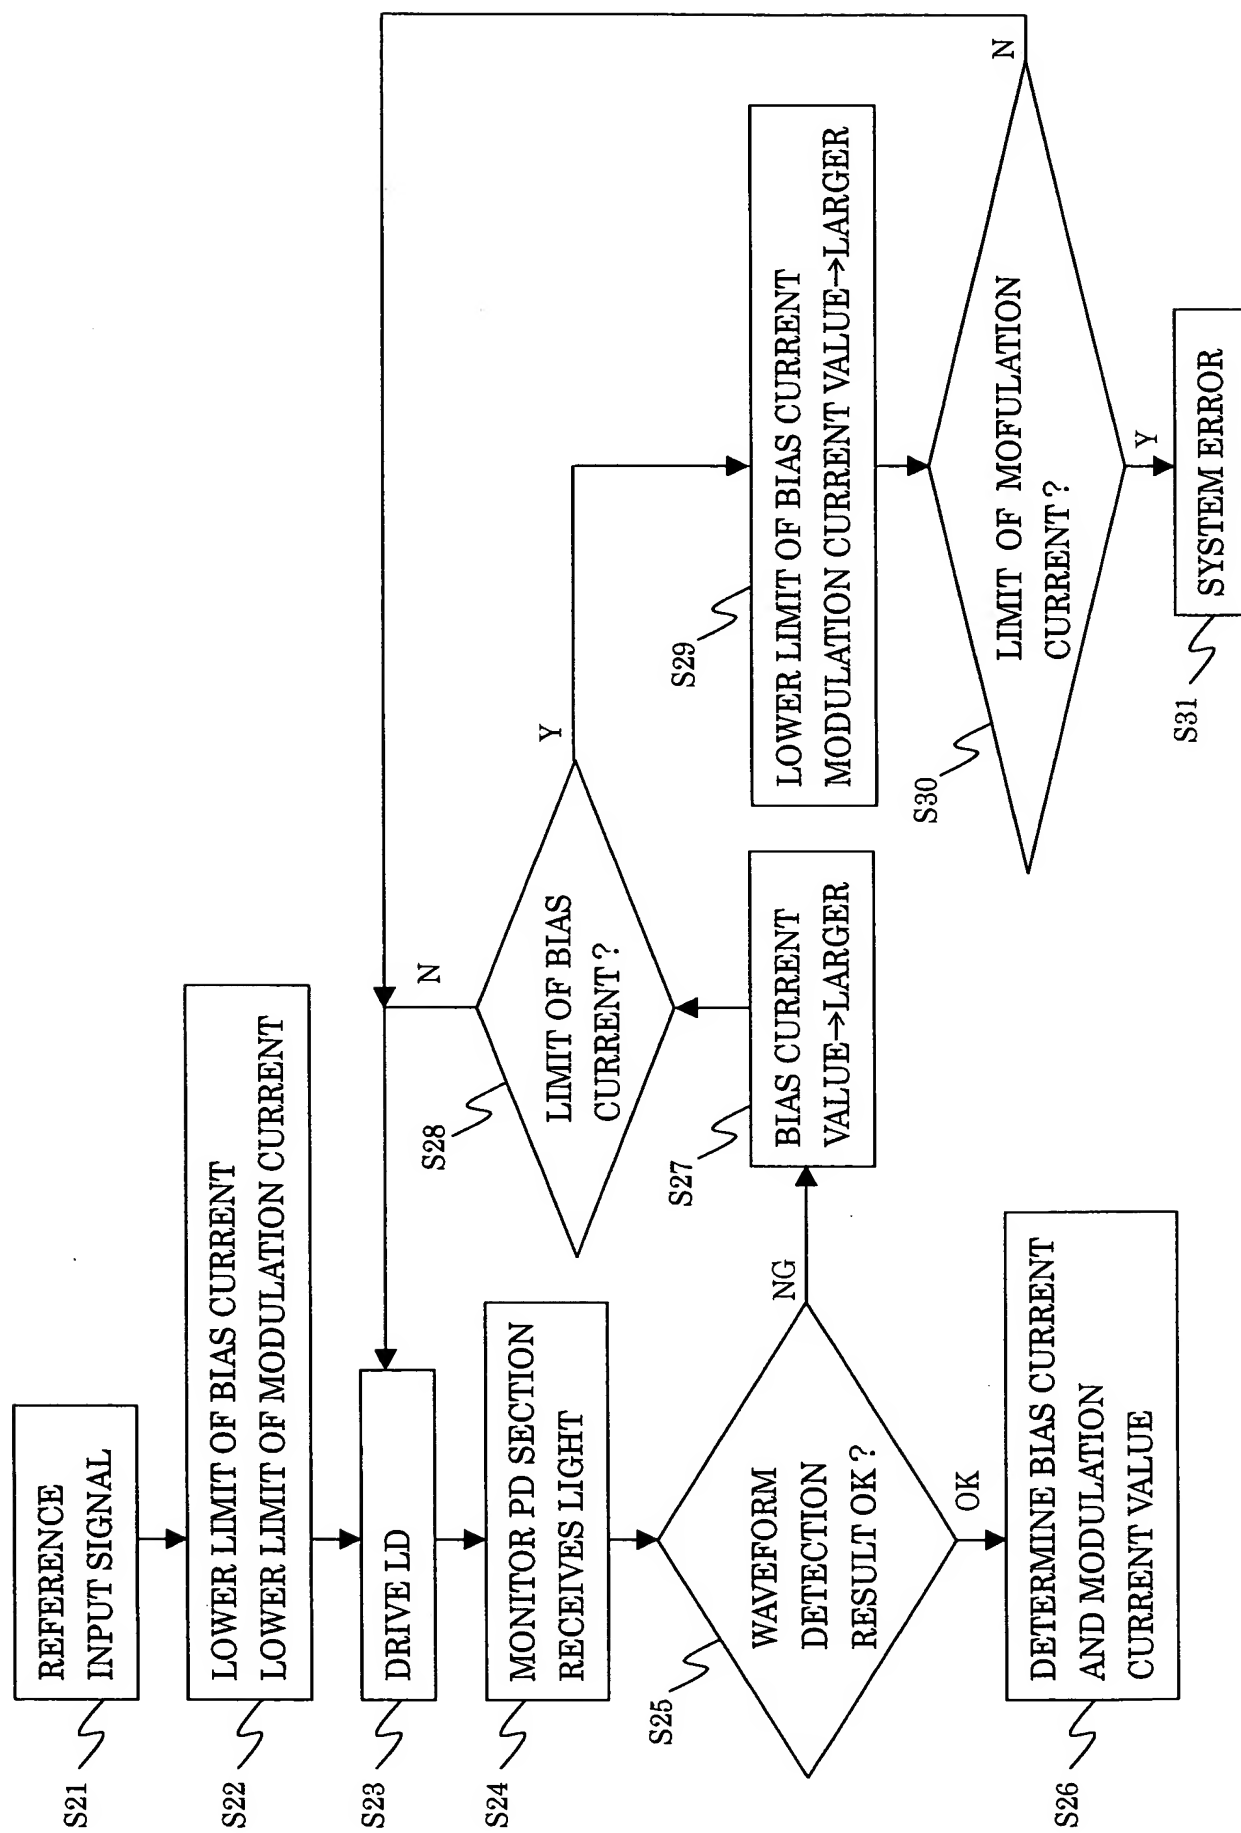 S21
REFERENCE
INPUT SIGNAL
S22
LOWER LIMIT OF BIAS CURRENT
LOWER LIMIT OF MODULATION CURRENT
S23
DRIVE LD
S24
MONITOR PD SECTION
RECEIVES LIGHT
S25
WAVEFORM
DETECTION
RESULT OK?
OK
NG
S26
DETERMINE BIAS CURRENT
AND MODULATION
CURRENT VALUE
S27
BIAS CURRENT
VALUE→LARGER
S28
LIMIT OF BIAS
CURRENT?
N
Y
S29
LOWER LIMIT OF BIAS CURRENT
MODULATION CURRENT VALUE→LARGER
S30
LIMIT OF MOFULATION
CURRENT?
N
Y
S31
SYSTEM ERROR